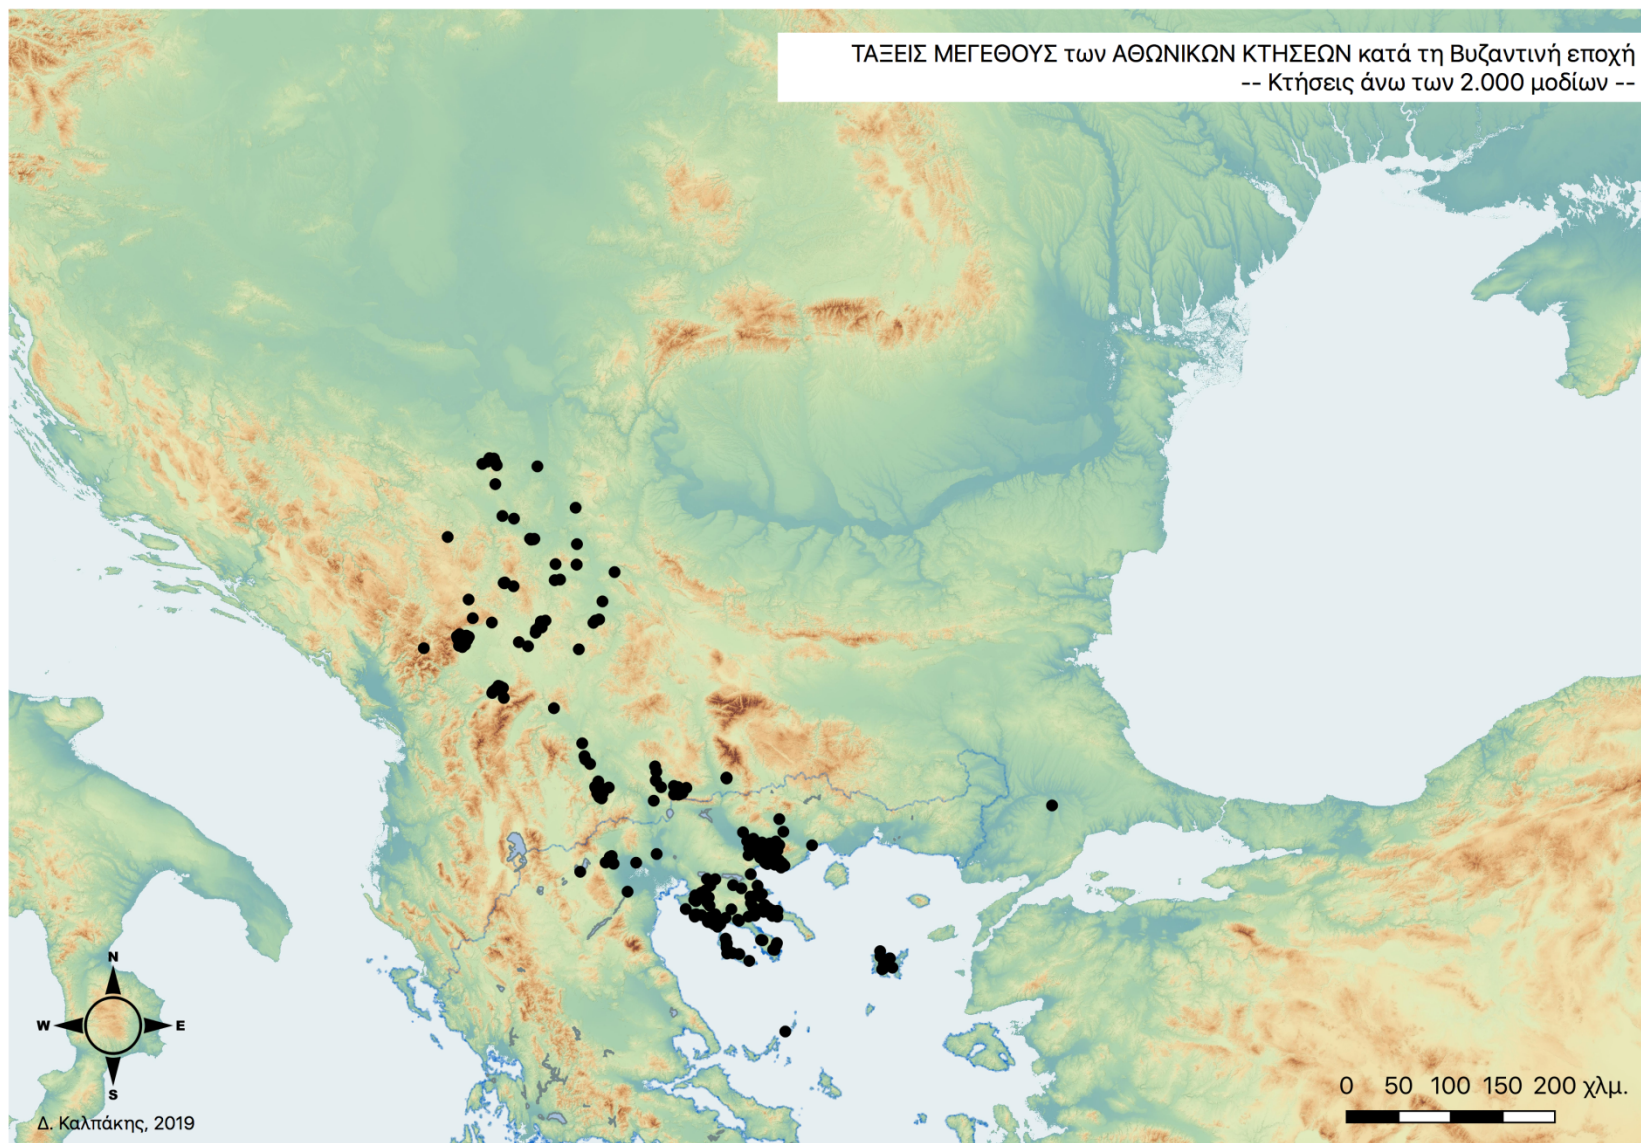 ΤΑΞΕΙΣ ΜΕΓΕΘΟΥΣ των ΑΘΩΝΙΚΩΝ ΚΤΗΣΕΩΝ κατά τη Βυζαντινή εποχή
-- Κτήσεις άνω των 2.000 μοδίων --
N
W E
S
0 50 100 150 200 χλμ.
Δ. Καλπάκης, 2019